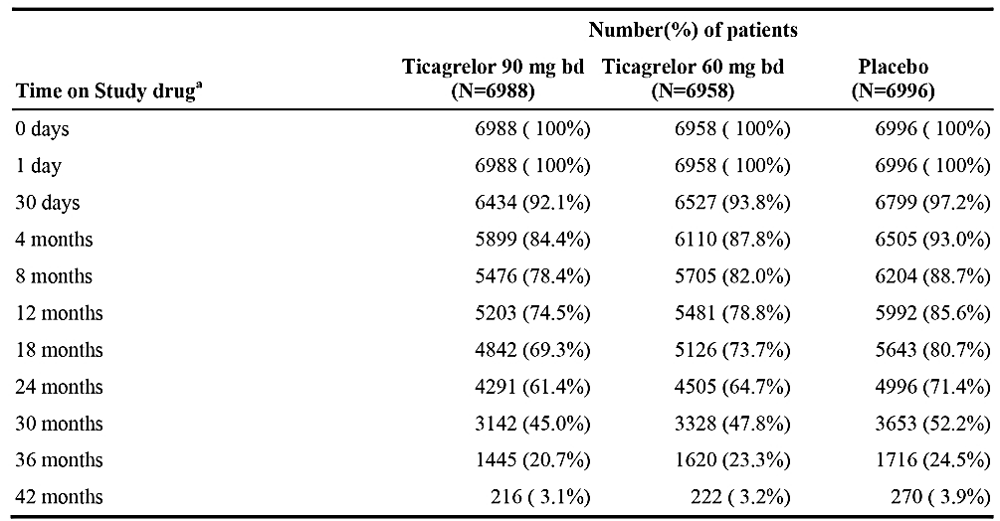 Number(%) of patients
Ticagrelor 90 mg bd Ticagrelor 60 mg bd Placebo
Time on Study drugª (N=6988) (N=6958) (N=6996)
0 days 6988 ( 100%) 6958 ( 100%) 6996 ( 100%)
1 day 6988 ( 100%) 6958 ( 100%) 6996 ( 100%)
30 days 6434 (92.1%) 6527 (93.8%) 6799 (97.2%)
4 months 5899 (84.4%) 6110 (87.8%) 6505 (93.0%)
8 months 5476 (78.4%) 5705 (82.0%) 6204 (88.7%)
12 months 5203 (74.5%) 5481 (78.8%) 5992 (85.6%)
18 months 4842 (69.3%) 5126 (73.7%) 5643 (80.7%)
24 months 4291 (61.4%) 4505 (64.7%) 4996 (71.4%)
30 months 3142 (45.0%) 3328 (47.8%) 3653 (52.2%)
36 months 1445 (20.7%) 1620 (23.3%) 1716 (24.5%)
42 months 216 ( 3.1%) 222 ( 3.2%) 270 ( 3.9%)